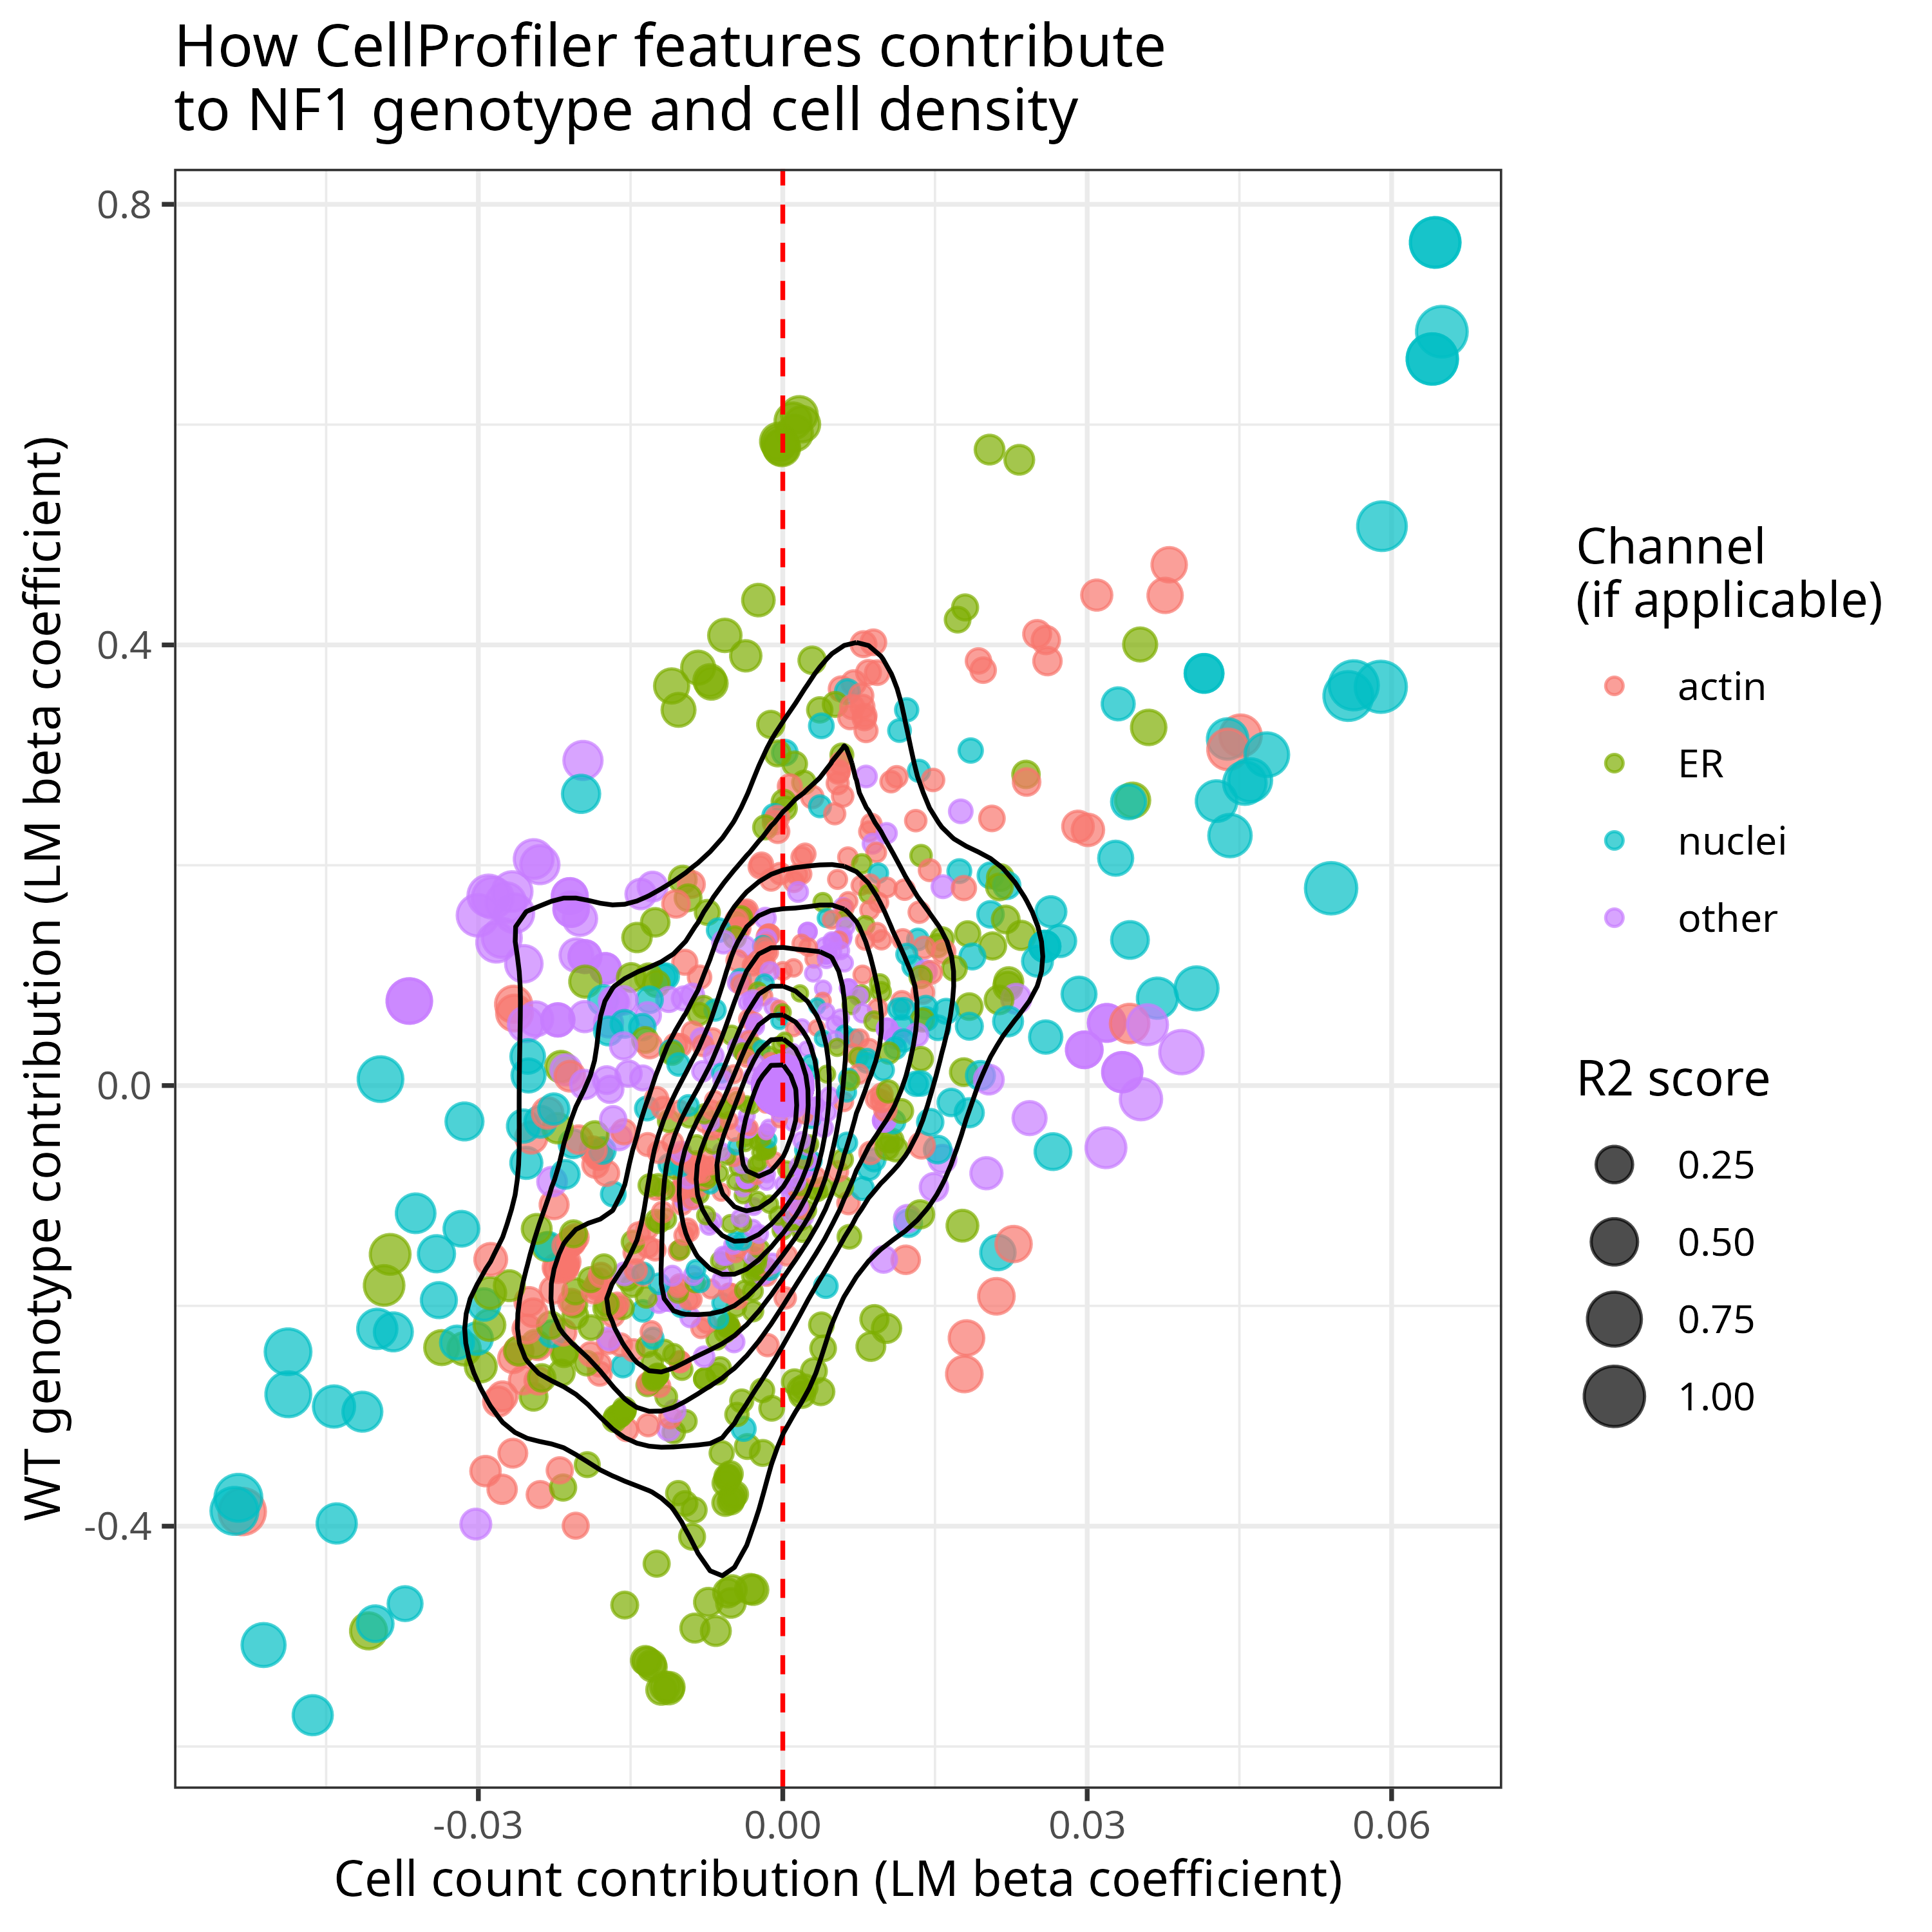 How CellProfiler features contribute
to NF1 genotype and cell density
WT genotype contribution (LM beta coefficient)
0.8
0.4
0.0
-0.4
-0.03
0.00
0.03
0.06
Cell count contribution (LM beta coefficient)
Channel
(if applicable)
actin
ER
nuclei
other
R2 score
0.25
0.50
0.75
1.00